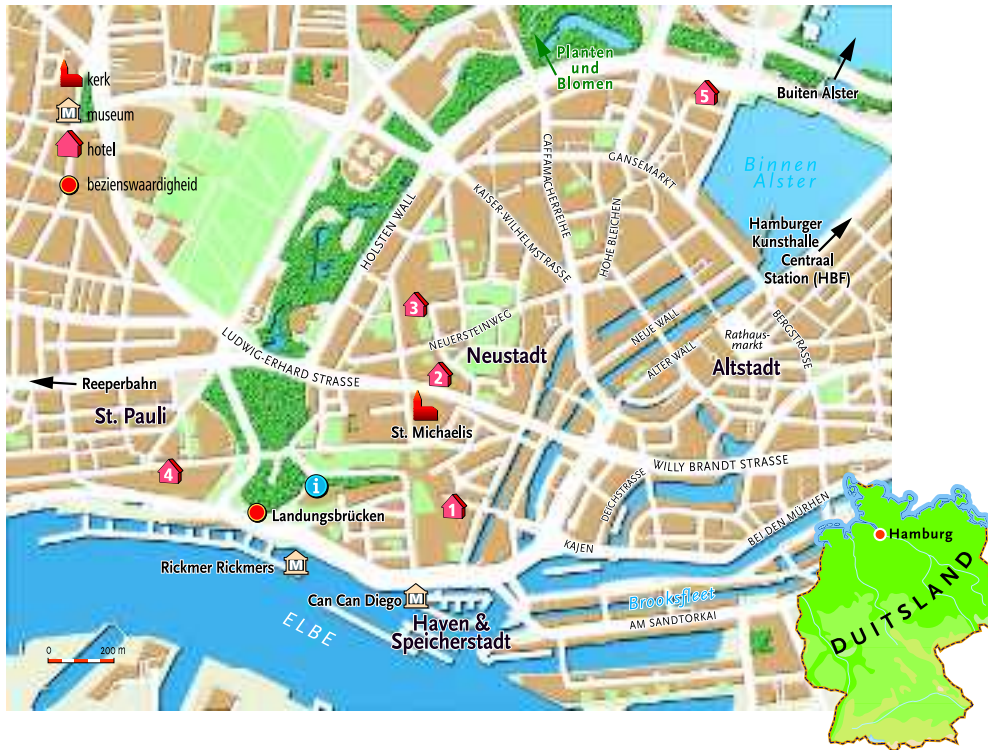 kerk
M museum
hotel
bezienswaardigheid
Planten
und
Blomen
Buiten Alster
5
Binnen
Alster
Hamburger
Kunsthalle
Centraal
Station (HBF)
CAFFAMACHERREIHE
GANSEMARKT
KAISER-WILHELMSTRASSE
HOHE BLEICHEN
HOLSTEN WALL
3
NEUERSTEINWEG
Neustadt
NEUE WALL
ALTER WALL
Rathaus-
markt
BERGSTRASSE
Altstadt
LUDWIG-ERHARD STRASSE
Reeperbahn
St. Pauli
2
St. Michaelis
4
i
Landungsbrücken
1
DEICHSTRASSE
WILLY BRANDT STRASSE
BEI DEN MÜRHEN
KAJEN
Rickmer Rickmers
M
Can Can Diego
M
Haven &
Speicherstadt
Brooksfleet
AM SANDTORKAI
ELBE
0 200 m
Hamburg
DUITSLAND